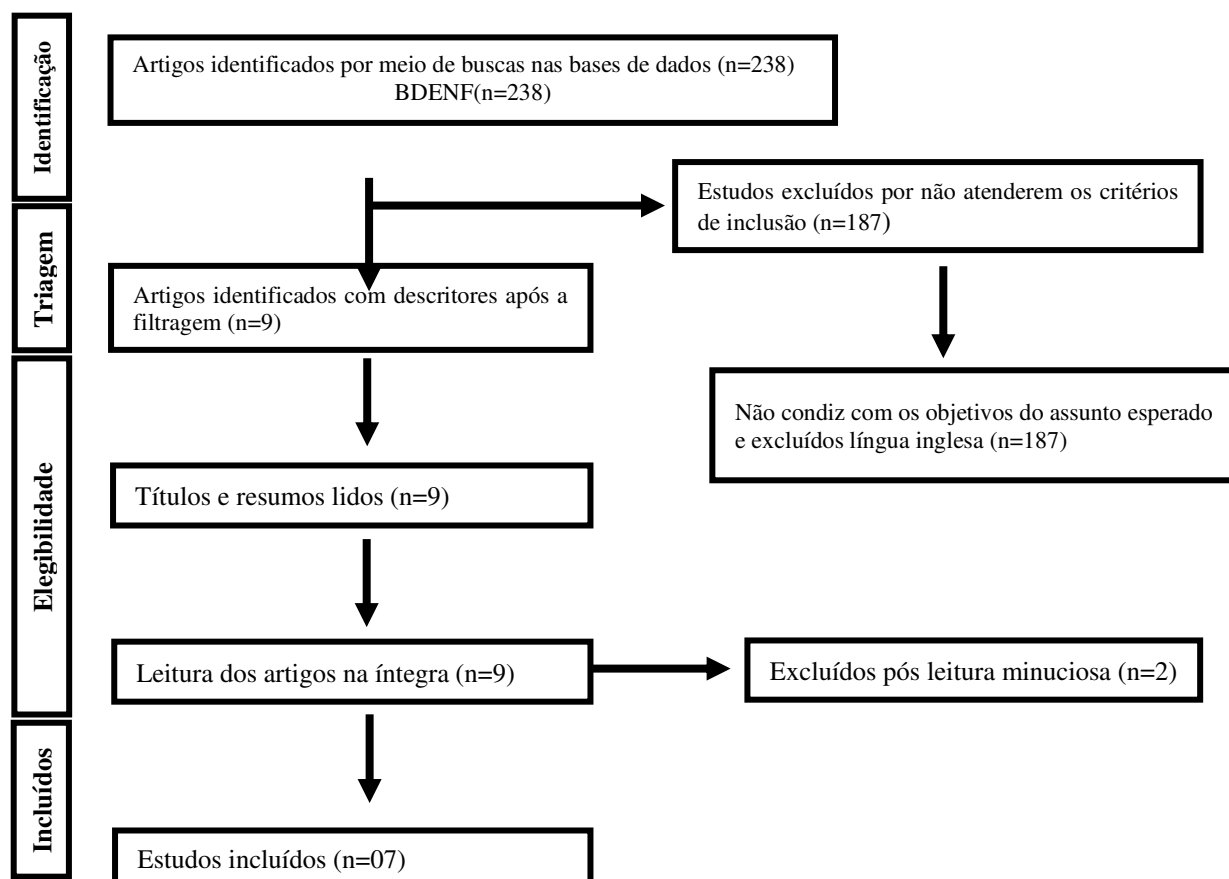 Identificação
Artigos identificados por meio de buscas nas bases de dados (n=238)
BDENF(n=238)
Estudos excluídos por não atenderem os critérios
de inclusão (n=187)
Triagem
Artigos identificados com descritores após a
filtragem (n=9)
Não condiz com os objetivos do assunto esperado
e excluídos língua inglesa (n=187)
Elegibilidade
Títulos e resumos lidos (n=9)
Leitura dos artigos na íntegra (n=9)
Excluídos pós leitura minuciosa (n=2)
Incluídos
Estudos incluídos (n=07)